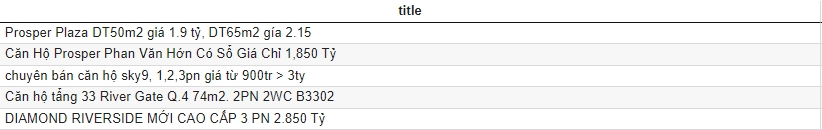 title
Prosper Plaza DT50m2 giá 1.9 tỷ, DT65m2 gía 2.15
Căn Hộ Prosper Phan Văn Hớn Có Sổ Giá Chỉ 1,850 Tỷ
chuyên bán căn hộ sky9, 1,2,3pn giá từ 900tr > 3ty
Căn hộ tầng 33 River Gate Q.4 74m2. 2PN 2WC B3302
DIAMOND RIVERSIDE MỚI CAO CẤP 3 PN 2.850 Tỷ